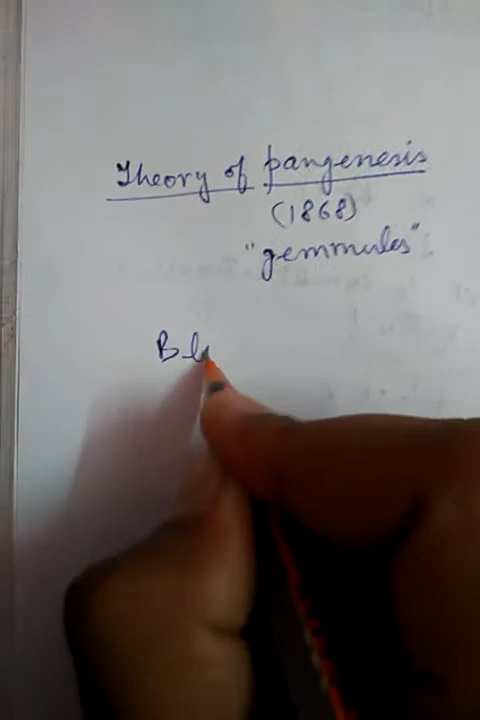 Theory of pangenesis
(1868)
"gemmules"
Bl